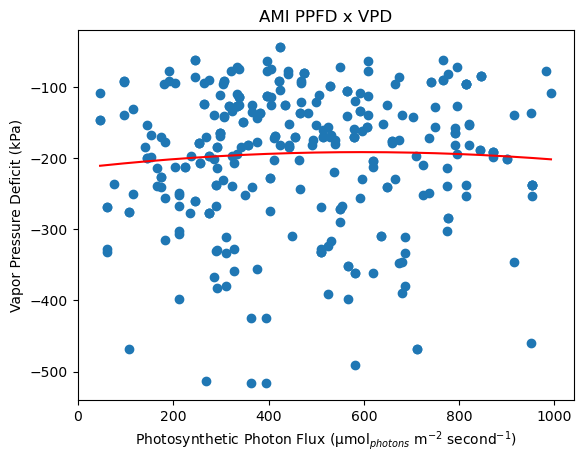 AMI PPFD x VPD
Vapor Pressure Deficit (kPa)
−100
−200
−300
−400
−500
0 200 400 600 800 1000
Photosynthetic Photon Flux (μmol_photons m⁻² second⁻¹)